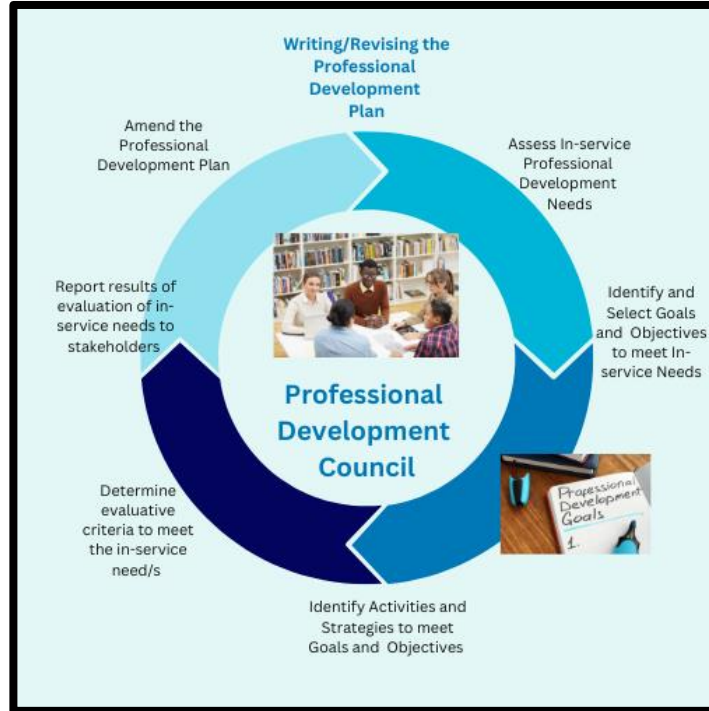 Writing/Revising the
Professional
Development
Plan
Assess In-service
Professional
Development
Needs
Identify and
Select Goals
and Objectives
to meet In-
service Needs
Professional
Development
Goals
1.
Identify Activities and
Strategies to meet
Goals and Objectives
Determine
evaluative
criteria to meet
the in-service
need/s
Report results of
evaluation of in-
service needs to
stakeholders
Amend the
Professional
Development Plan
Professional
Development
Council